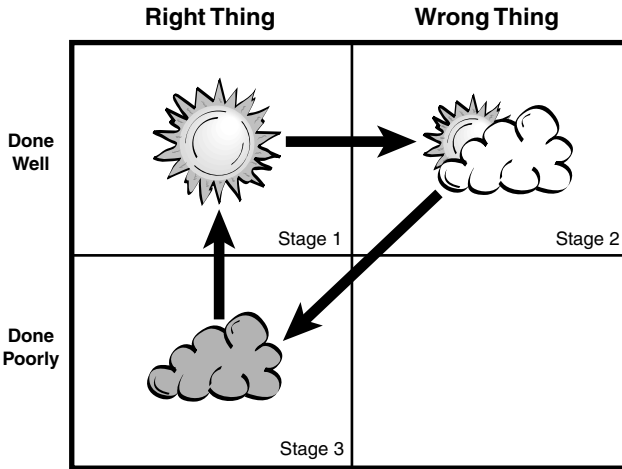 Right Thing
Wrong Thing
Done
Well
Stage 1
Stage 2
Done
Poorly
Stage 3